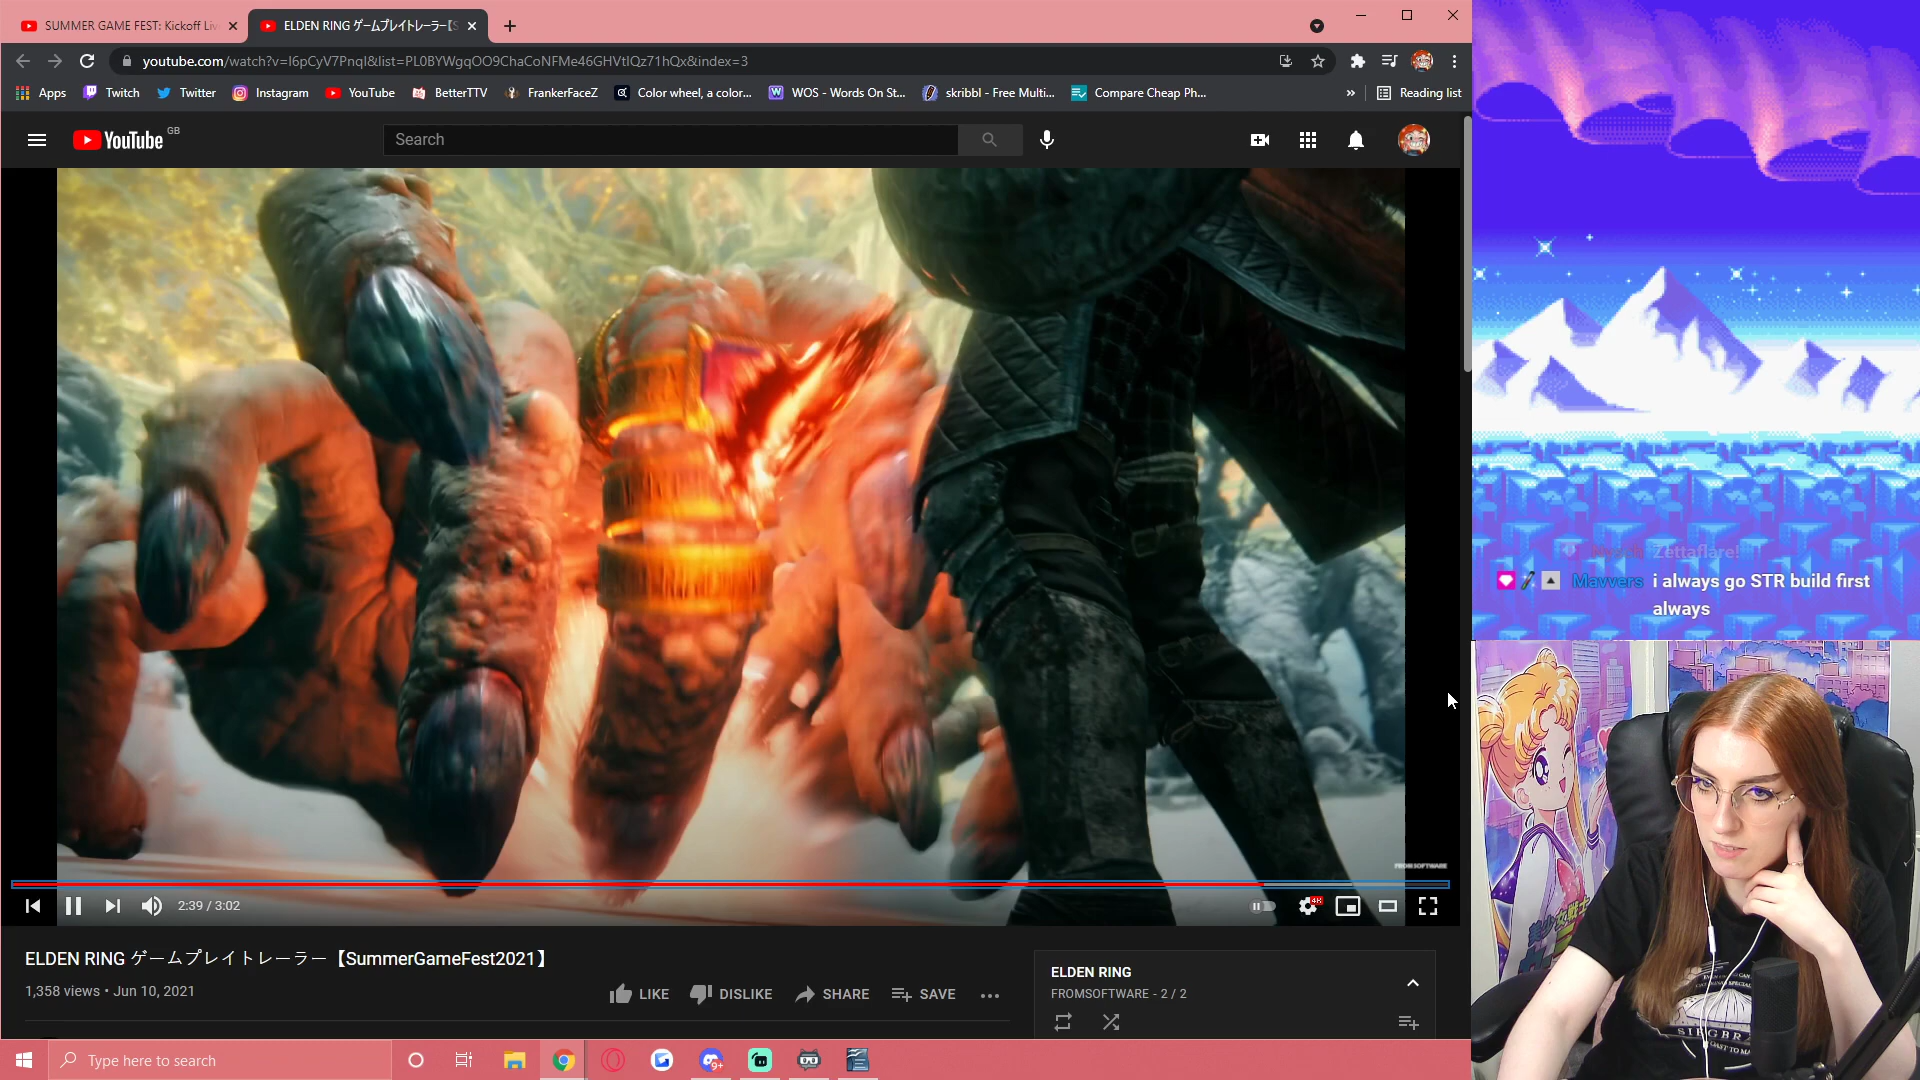 SUMMER GAME FEST: Kickoff Liv
ELDEN RING ゲームプレイトレーラー【S
youtube.com/watch?v=I6pCyV7PnqI&list=PL0BYWgqOO9ChaCoNFMe46GHVtIQz71hQx&index=3
Apps Twitch Twitter Instagram YouTube BetterTTV FrankerFaceZ Color wheel, a color... WOS - Words On St... skribbl - Free Multi... Compare Cheap Ph... » Reading list
YouTube GB
Search
Zettaflare!
Mavvers i always go STR build first
always
FROMSOFTWARE
2:39 / 3:02
4K
ELDEN RING ゲームプレイトレーラー【SummerGameFest2021】
1,358 views • Jun 10, 2021
LIKE DISLIKE SHARE SAVE
ELDEN RING
FROMSOFTWARE - 2 / 2
Type here to search
9+